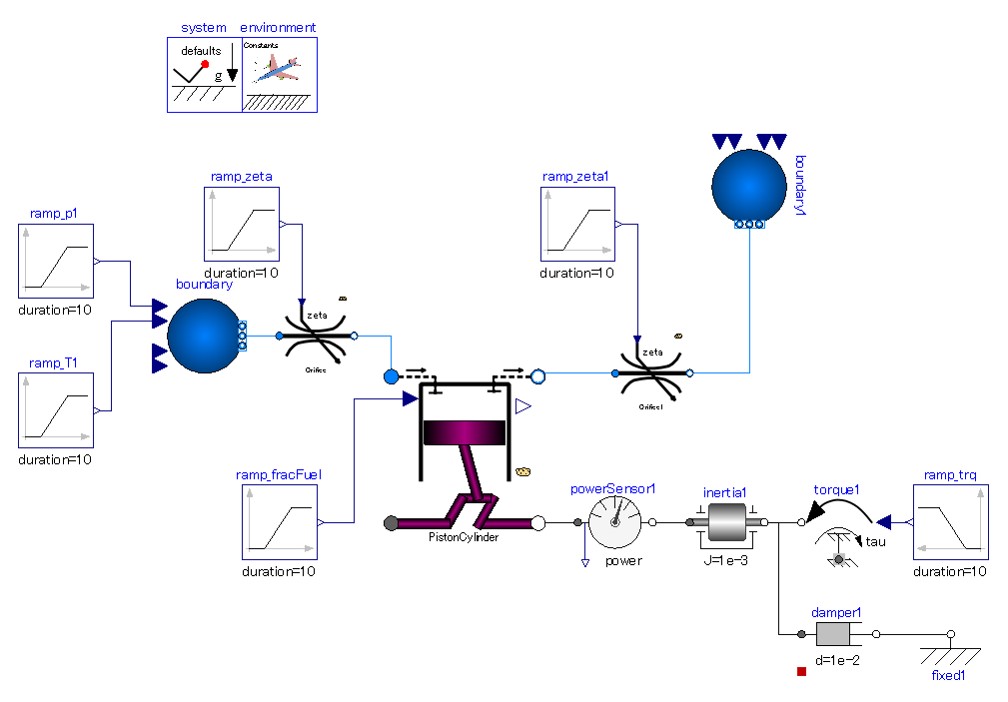 system
environment
defaults
g
Constants
ramp_zeta
ramp_zeta1
boundary1
ramp_p1
duration=10
duration=10
duration=10
boundary
zeta
Orifice
ramp_T1
zeta
Orifice1
duration=10
ramp_fracFuel
powerSensor1
inertia1
torque1
ramp_trq
PistonCylinder
tau
power
J=1e-3
duration=10
duration=10
damper1
d=1e-2
fixed1